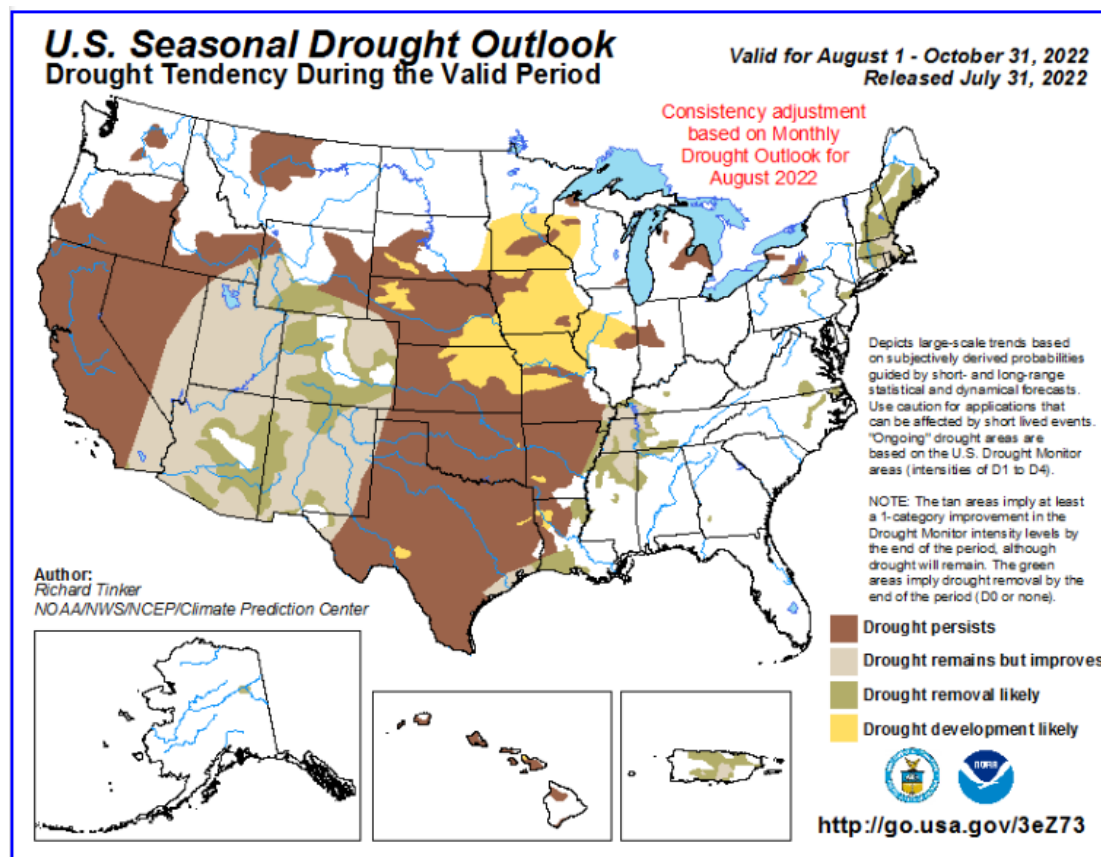 U.S. Seasonal Drought Outlook
Drought Tendency During the Valid Period
Valid for August 1 - October 31, 2022
Released July 31, 2022
Consistency adjustment
based on Monthly
Drought Outlook for
August 2022
Depicts large-scale trends based
on subjectively derived probabilities
guided by short- and long-range
statistical and dynamical forecasts.
Use caution for applications that
can be affected by short lived events.
"Ongoing" drought areas are
based on the U.S. Drought Monitor
areas (intensities of D1 to D4).
NOTE: The tan areas imply at least
a 1-category improvement in the
Drought Monitor intensity levels by
the end of the period, although
drought will remain. The green
areas imply drought removal by the
end of the period (D0 or none).
Author:
Richard Tinker
NOAA/NWS/NCEP/Climate Prediction Center
Drought persists
Drought remains but improves
Drought removal likely
Drought development likely
NOAA
http://go.usa.gov/3eZ73